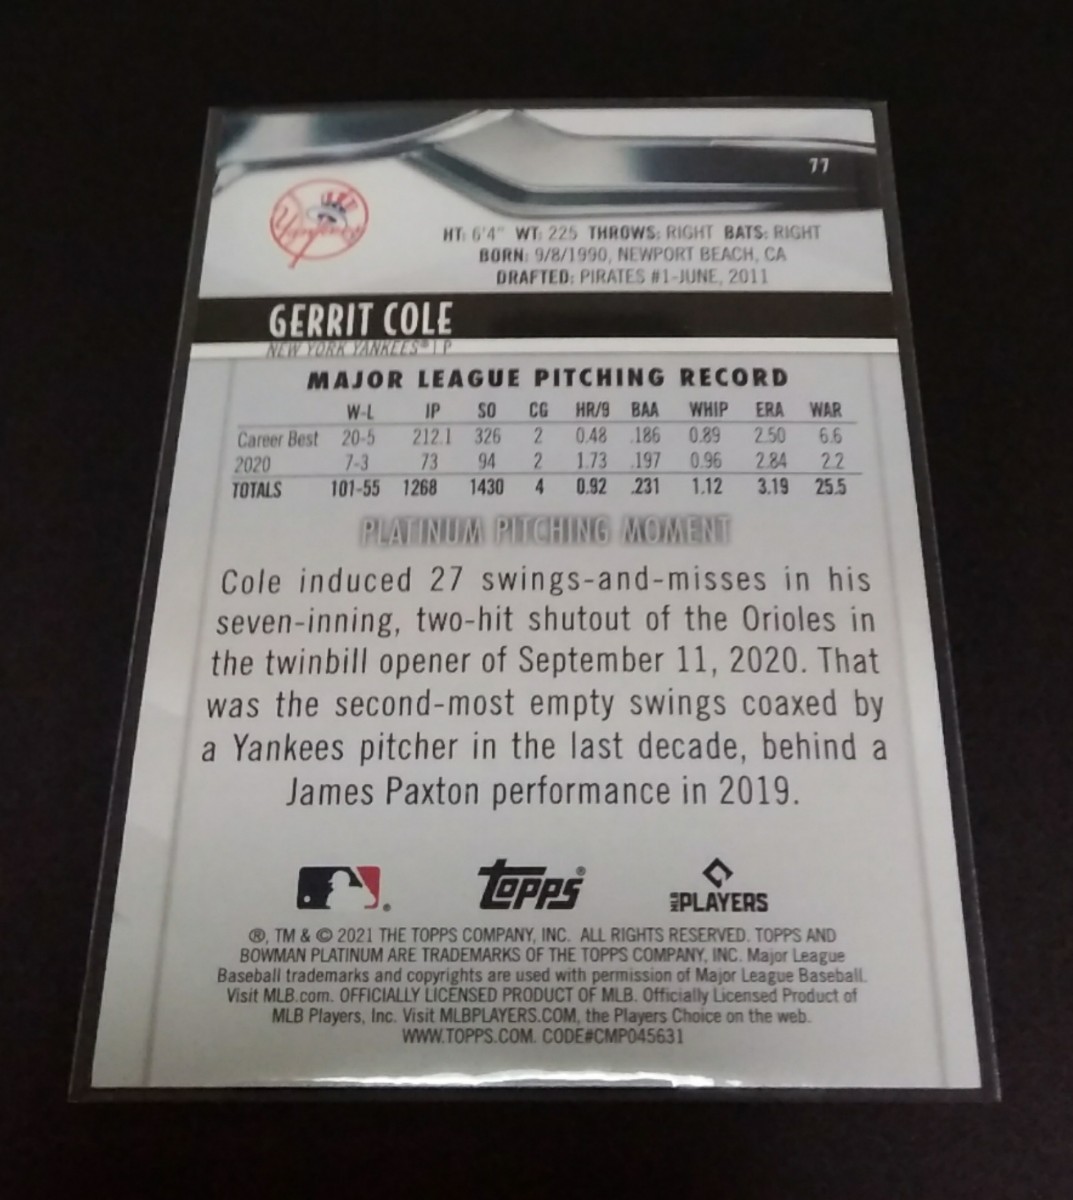 77
Yankees
HT: 6'4" WT: 225 THROWS: RIGHT BATS: RIGHT
BORN: 9/8/1990, NEWPORT BEACH, CA
DRAFTED: PIRATES #1-JUNE, 2011
GERRIT COLE
NEW YORK YANKEES® | P
MAJOR LEAGUE PITCHING RECORD
W-L IP SO CG HR/9 BAA WHIP ERA WAR
Career Best 20-5 212.1 326 2 0.48 .186 0.89 2.50 6.6
2020 7-3 73 94 2 1.73 .197 0.96 2.84 2.2
TOTALS 101-55 1268 1430 4 0.92 .231 1.12 3.19 25.5
PLATINUM PITCHING MOMENT
Cole induced 27 swings-and-misses in his
seven-inning, two-hit shutout of the Orioles in
the twinbill opener of September 11, 2020. That
was the second-most empty swings coaxed by
a Yankees pitcher in the last decade, behind a
James Paxton performance in 2019.
topps®
MLB PLAYERS
®, TM & © 2021 THE TOPPS COMPANY, INC. ALL RIGHTS RESERVED. TOPPS AND
BOWMAN PLATINUM ARE TRADEMARKS OF THE TOPPS COMPANY, INC. Major League
Baseball trademarks and copyrights are used with permission of Major League Baseball.
Visit MLB.com. OFFICIALLY LICENSED PRODUCT OF MLB. Officially Licensed Product of
MLB Players, Inc. Visit MLBPLAYERS.COM, the Players Choice on the web.
WWW.TOPPS.COM. CODE#CMP045631